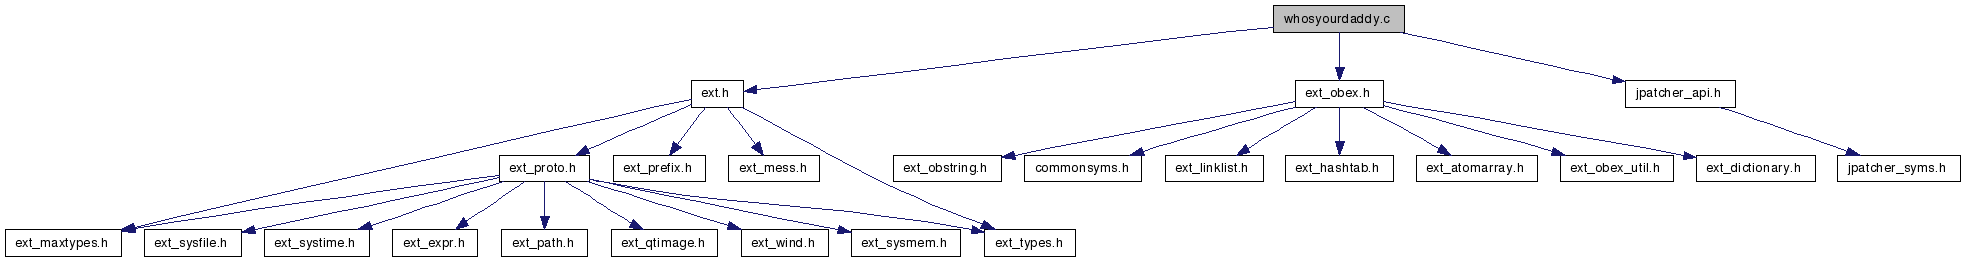 whosyourdaddy.c
ext.h
ext_obex.h
jpatcher_api.h
ext_proto.h
ext_prefix.h
ext_mess.h
ext_obstring.h
commonsyms.h
ext_linklist.h
ext_hashtab.h
ext_atomarray.h
ext_obex_util.h
ext_dictionary.h
jpatcher_syms.h
ext_maxtypes.h
ext_sysfile.h
ext_systime.h
ext_expr.h
ext_path.h
ext_qtimage.h
ext_wind.h
ext_sysmem.h
ext_types.h